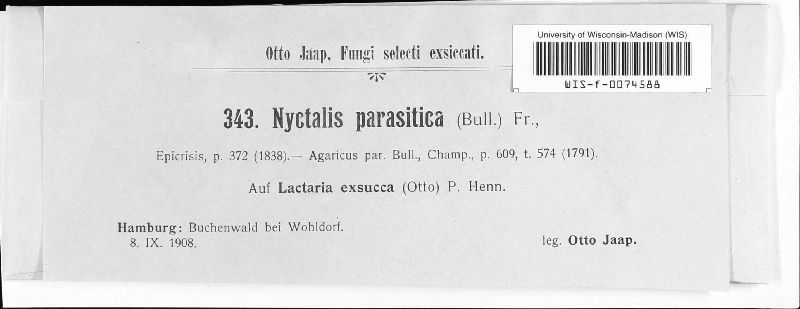 University of Wisconsin-Madison (WIS)
WIS-f-0074588
Otto Jaap, Fungi selecti exsiccati.
343. Nyctalis parasitica (Bull.) Fr.,
Epicrisis, p. 372 (1838).— Agaricus par. Bull., Champ., p. 609, t. 574 (1791).
Auf Lactaria exsucca (Otto) P. Henn.
Hamburg: Buchenwald bei Wohldorf.
8. IX. 1908.
leg. Otto Jaap.